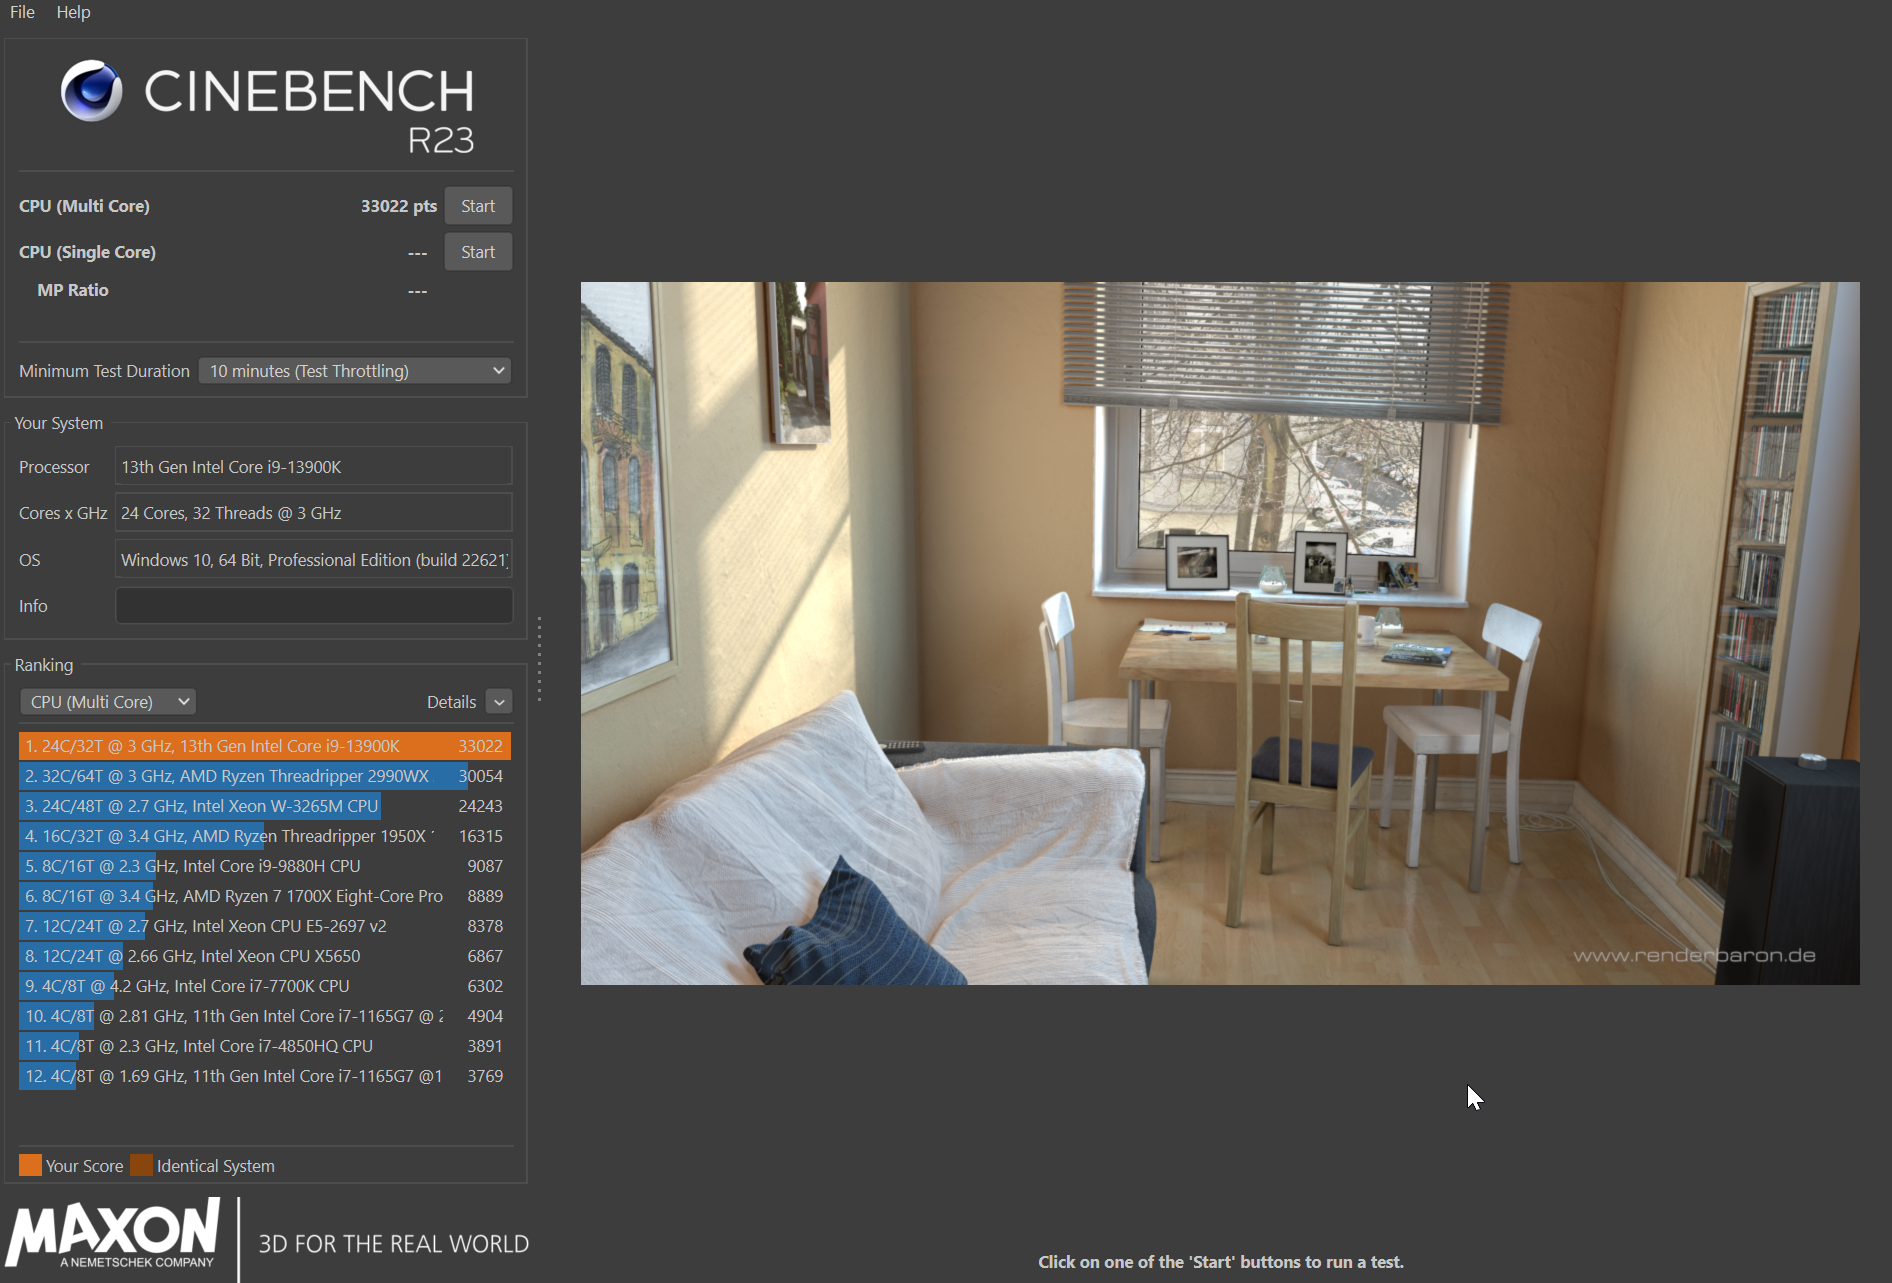 File Help
CINEBENCH
R23
CPU (Multi Core) 33022 pts Start
CPU (Single Core) --- Start
MP Ratio ---
Minimum Test Duration 10 minutes (Test Throttling)
Your System
Processor 13th Gen Intel Core i9-13900K
Cores x GHz 24 Cores, 32 Threads @ 3 GHz
OS Windows 10, 64 Bit, Professional Edition (build 22621)
Info
Ranking
CPU (Multi Core) Details
1. 24C/32T @ 3 GHz, 13th Gen Intel Core i9-13900K 33022
2. 32C/64T @ 3 GHz, AMD Ryzen Threadripper 2990WX 30054
3. 24C/48T @ 2.7 GHz, Intel Xeon W-3265M CPU 24243
4. 16C/32T @ 3.4 GHz, AMD Ryzen Threadripper 1950X 16315
5. 8C/16T @ 2.3 GHz, Intel Core i9-9880H CPU 9087
6. 8C/16T @ 3.4 GHz, AMD Ryzen 7 1700X Eight-Core Pro 8889
7. 12C/24T @ 2.7 GHz, Intel Xeon CPU E5-2697 v2 8378
8. 12C/24T @ 2.66 GHz, Intel Xeon CPU X5650 6867
9. 4C/8T @ 4.2 GHz, Intel Core i7-7700K CPU 6302
10. 4C/8T @ 2.81 GHz, 11th Gen Intel Core i7-1165G7 @ 2 4904
11. 4C/8T @ 2.3 GHz, Intel Core i7-4850HQ CPU 3891
12. 4C/8T @ 1.69 GHz, 11th Gen Intel Core i7-1165G7 @1 3769
Your Score Identical System
MAXON
A NEMETSCHEK COMPANY
3D FOR THE REAL WORLD
www.renderbaron.de
Click on one of the 'Start' buttons to run a test.